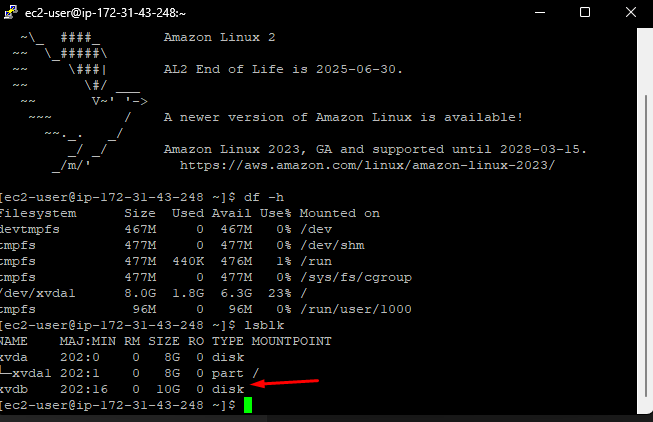 ec2-user@ip-172-31-43-248:~
~\_ ####_ Amazon Linux 2
~~ \_#####\
~~ \###| AL2 End of Life is 2025-06-30.
~~ \#/ ___
~~ V~' '->
~~~ / A newer version of Amazon Linux is available!
~~._. _/
_/ _/ Amazon Linux 2023, GA and supported until 2028-03-15.
_/m/' https://aws.amazon.com/linux/amazon-linux-2023/
[ec2-user@ip-172-31-43-248 ~]$ df -h
Filesystem Size Used Avail Use% Mounted on
devtmpfs 467M 0 467M 0% /dev
tmpfs 477M 0 477M 0% /dev/shm
tmpfs 477M 440K 476M 1% /run
tmpfs 477M 0 477M 0% /sys/fs/cgroup
/dev/xvda1 8.0G 1.8G 6.3G 23% /
tmpfs 96M 0 96M 0% /run/user/1000
[ec2-user@ip-172-31-43-248 ~]$ lsblk
NAME MAJ:MIN RM SIZE RO TYPE MOUNTPOINT
xvda 202:0 0 8G 0 disk
└─xvda1 202:1 0 8G 0 part /
xvdb 202:16 0 10G 0 disk
[ec2-user@ip-172-31-43-248 ~]$